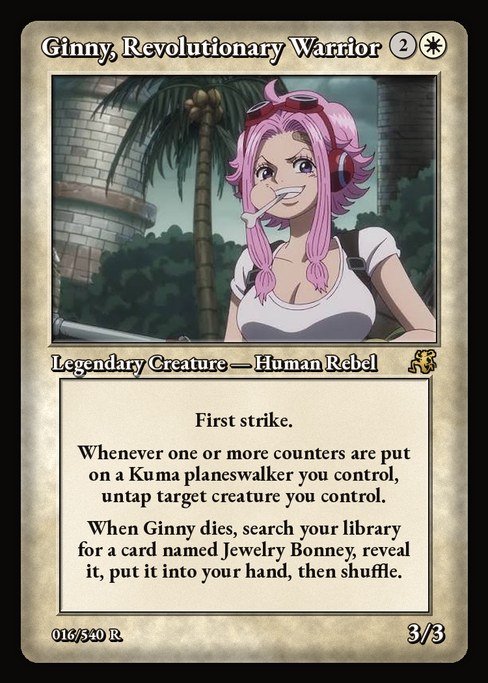 Ginny, Revolutionary Warrior 2
Legendary Creature — Human Rebel
First strike.
Whenever one or more counters are put
on a Kuma planeswalker you control,
untap target creature you control.
When Ginny dies, search your library
for a card named Jewelry Bonney, reveal
it, put it into your hand, then shuffle.
016/540 R 3/3